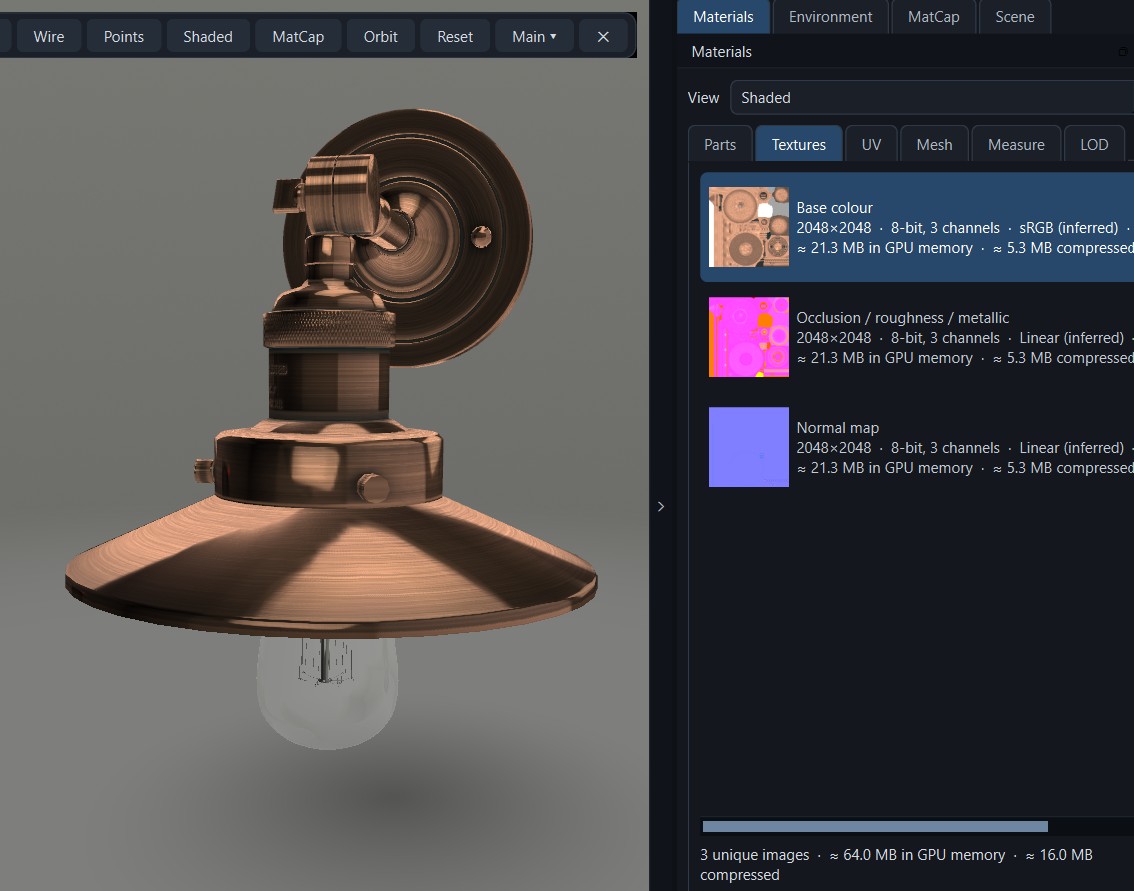 Wire Points Shaded MatCap Orbit Reset Main ▾ ×
Materials Environment MatCap Scene
Materials
View Shaded
Parts Textures UV Mesh Measure LOD
Base colour
2048×2048 · 8-bit, 3 channels · sRGB (inferred) ·
≈ 21.3 MB in GPU memory · ≈ 5.3 MB compressed
Occlusion / roughness / metallic
2048×2048 · 8-bit, 3 channels · Linear (inferred) ·
≈ 21.3 MB in GPU memory · ≈ 5.3 MB compressed
Normal map
2048×2048 · 8-bit, 3 channels · Linear (inferred) ·
≈ 21.3 MB in GPU memory · ≈ 5.3 MB compressed
3 unique images · ≈ 64.0 MB in GPU memory · ≈ 16.0 MB
compressed